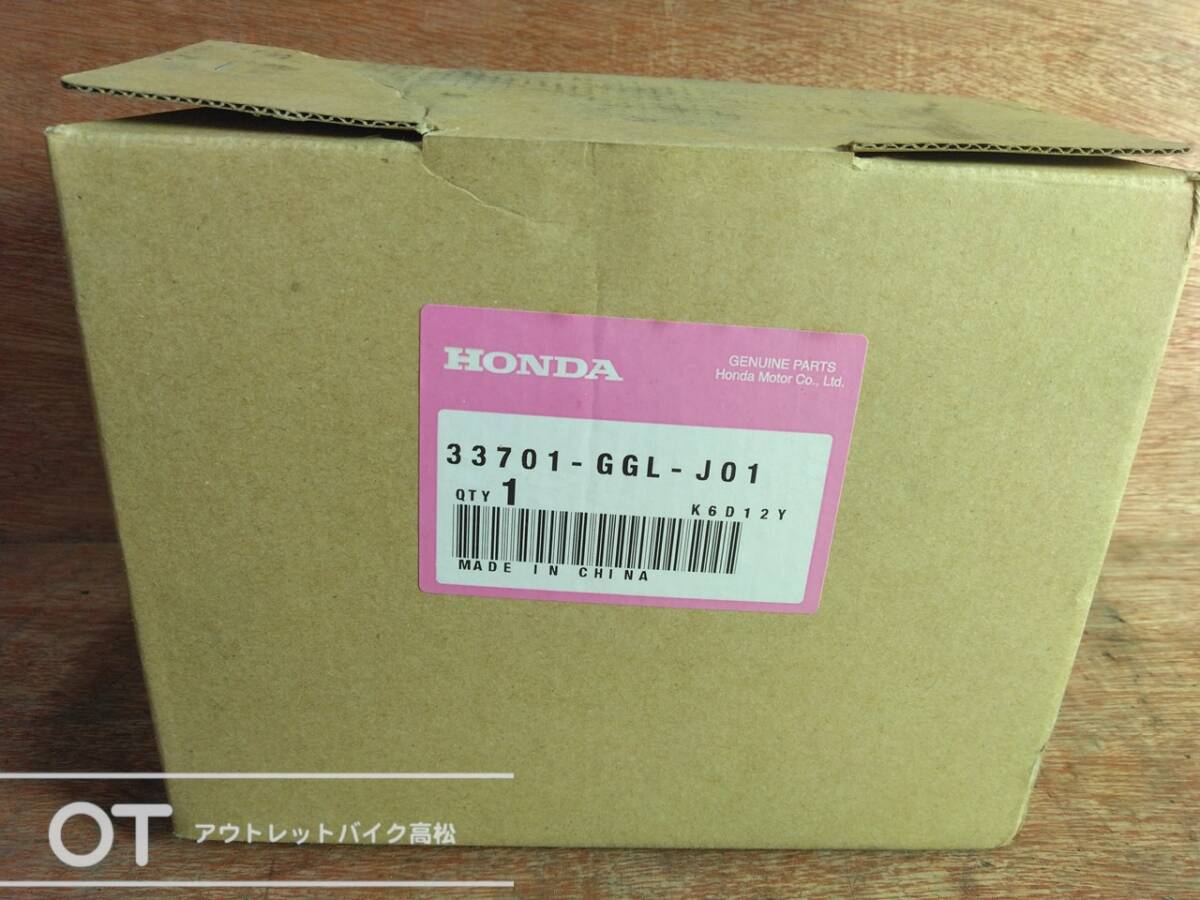 HONDA
GENUINE PARTS
Honda Motor Co., Ltd.
33701-GGL-J01
QTY 1
K6D12Y
MADE IN CHINA
OT アウトレットバイク高松